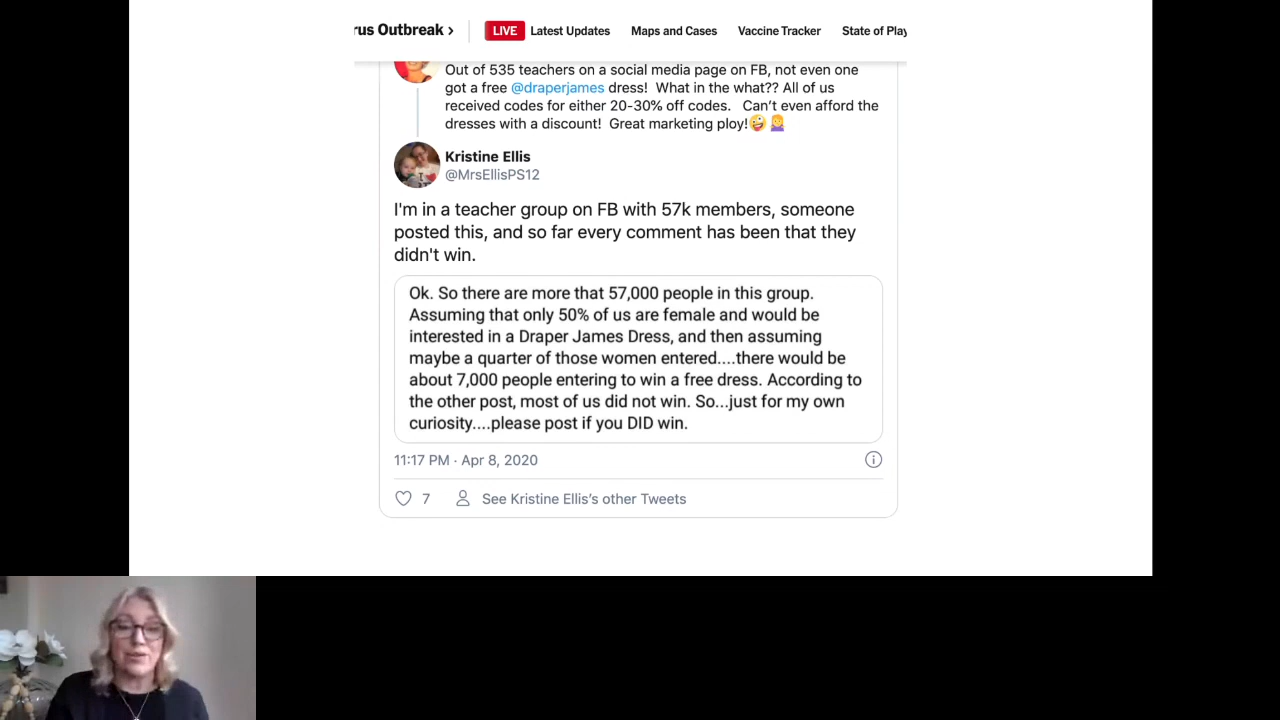 rus Outbreak > LIVE Latest Updates Maps and Cases Vaccine Tracker State of Play
Out of 535 teachers on a social media page on FB, not even one
got a free @draperjames dress! What in the what?? All of us
received codes for either 20-30% off codes. Can't even afford the
dresses with a discount! Great marketing ploy!🤪🤦‍♀️
Kristine Ellis
@MrsEllisPS12
I'm in a teacher group on FB with 57k members, someone
posted this, and so far every comment has been that they
didn't win.
Ok. So there are more that 57,000 people in this group.
Assuming that only 50% of us are female and would be
interested in a Draper James Dress, and then assuming
maybe a quarter of those women entered....there would be
about 7,000 people entering to win a free dress. According to
the other post, most of us did not win. So...just for my own
curiosity....please post if you DID win.
11:17 PM · Apr 8, 2020
7 See Kristine Ellis's other Tweets